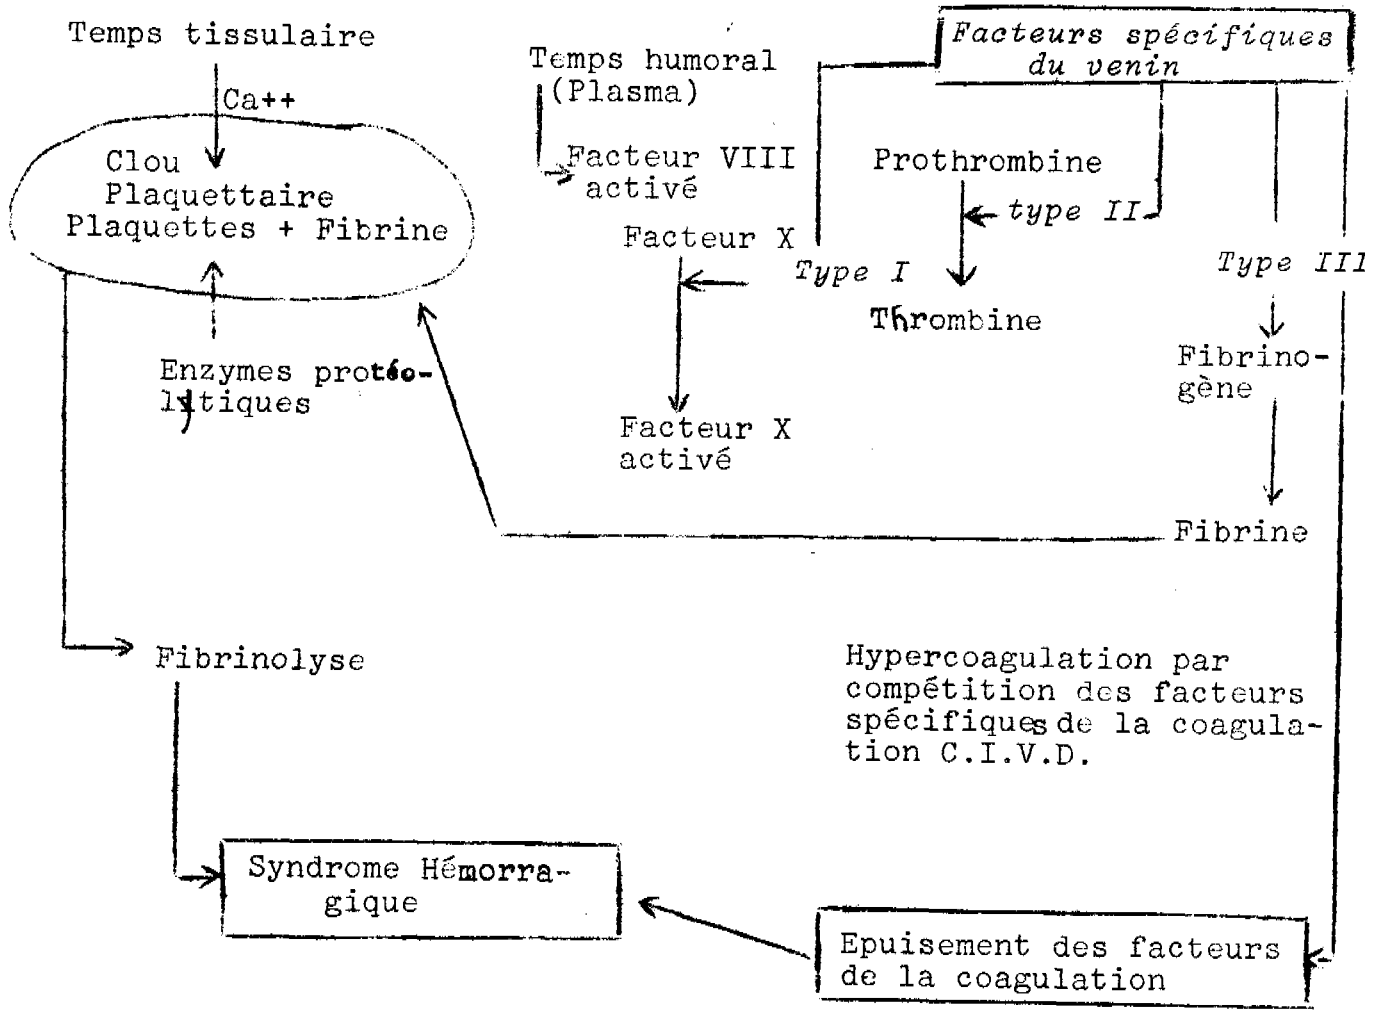 Temps tissulaire
Ca++
Clou
Plaquettaire
Plaquettes + Fibrine
Enzymes protéo-
lytiques
Temps humoral
(Plasma)
Facteur VIII
activé
Facteur X
Type I
Facteur X
activé
Facteurs spécifiques
du venin
Prothrombine
type II
Thrombine
Type III
Fibrino-
gène
Fibrine
Fibrinolyse
Hypercoagulation par
compétition des facteurs
spécifiques de la coagula-
tion C.I.V.D.
Syndrome Hémorra-
gique
Epuisement des facteurs
de la coagulation